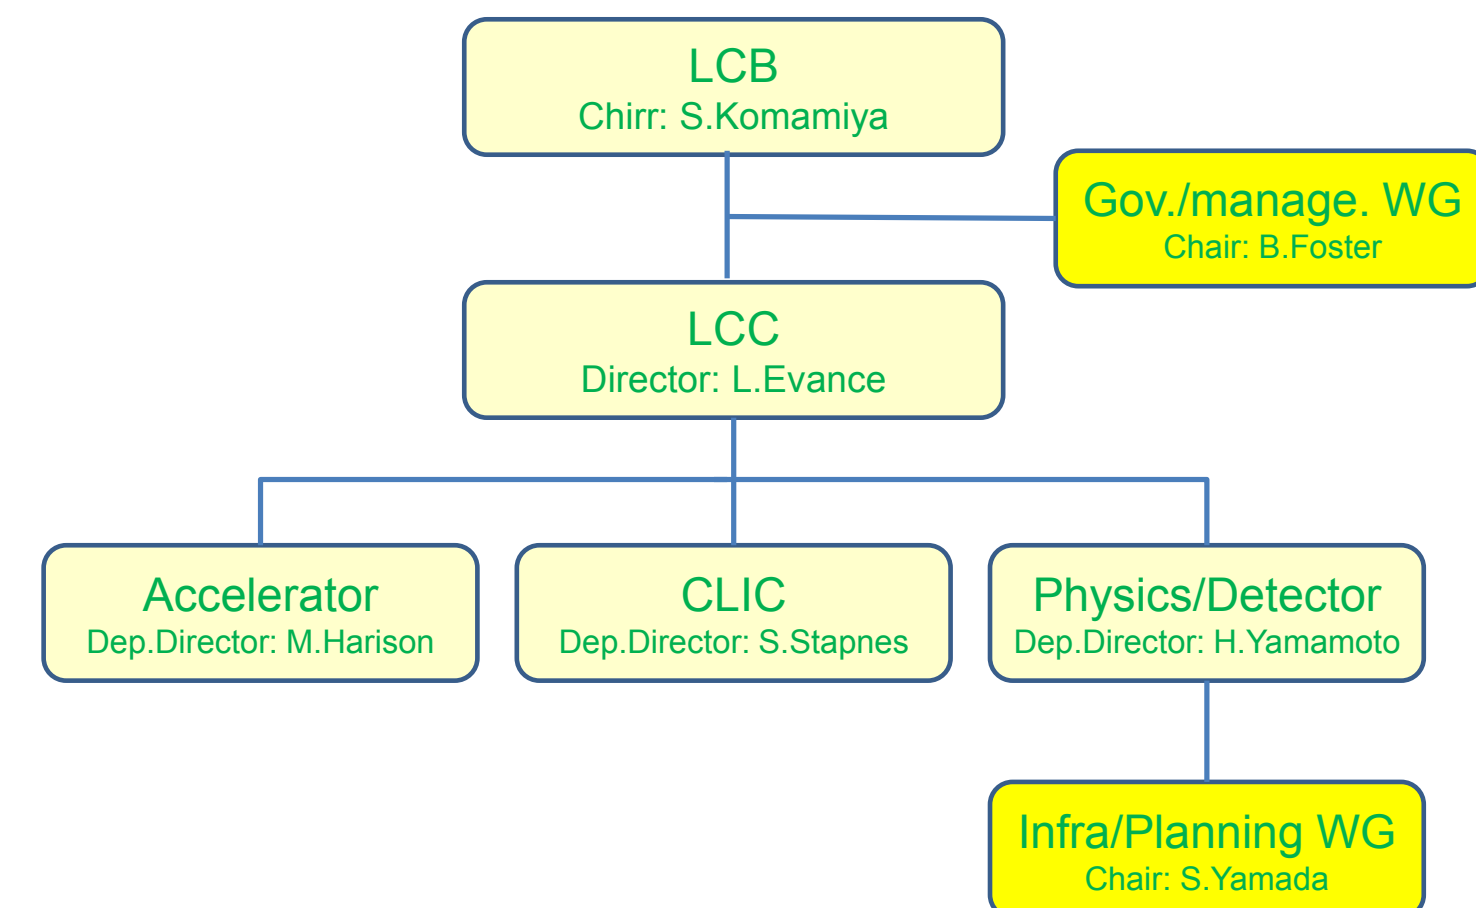 LCB
Chirr: S.Komamiya
Gov./manage. WG
Chair: B.Foster
LCC
Director: L.Evance
Accelerator
Dep.Director: M.Harison
CLIC
Dep.Director: S.Stapnes
Physics/Detector
Dep.Director: H.Yamamoto
Infra/Planning WG
Chair: S.Yamada